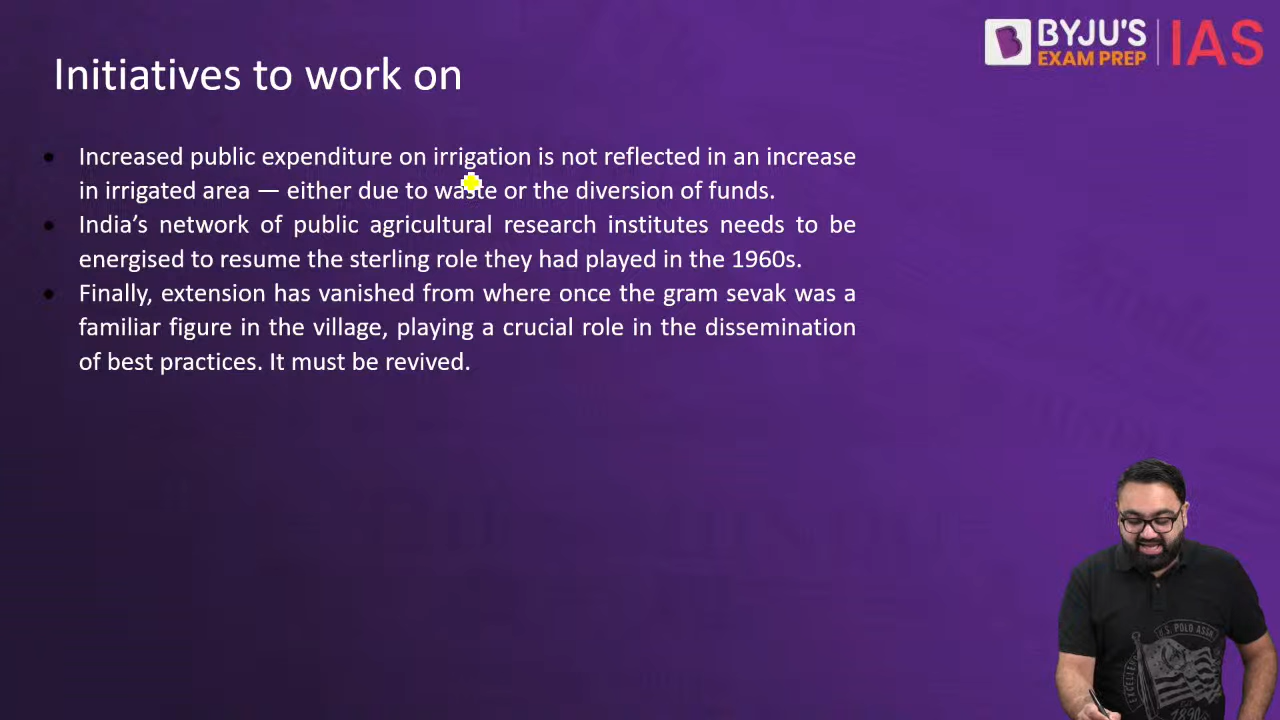 Initiatives to work on
BYJU'S
EXAM PREP
IAS
Increased public expenditure on irrigation is not reflected in an increase
in irrigated area — either due to waste or the diversion of funds.
India’s network of public agricultural research institutes needs to be
energised to resume the sterling role they had played in the 1960s.
Finally, extension has vanished from where once the gram sevak was a
familiar figure in the village, playing a crucial role in the dissemination
of best practices. It must be revived.
U.S. POLO ASSN
1890